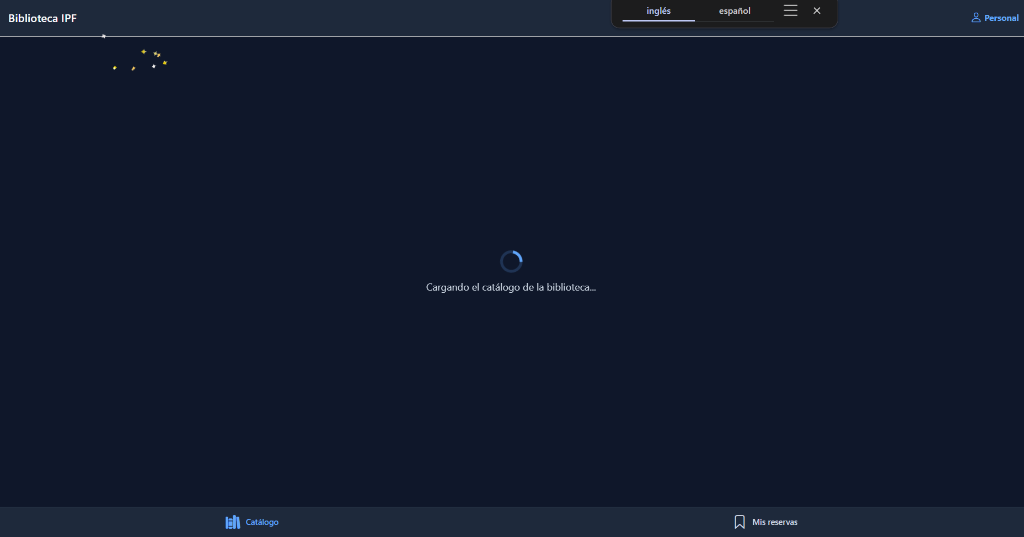 Biblioteca IPF
inglés
español
Personal
Cargando el catálogo de la biblioteca...
Catálogo
Mis reservas